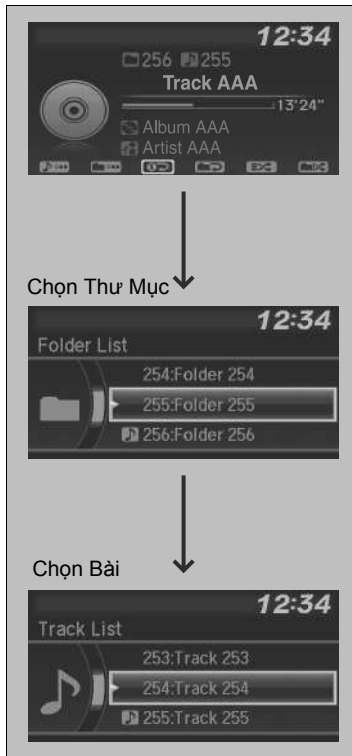 12:34
256 255
Track AAA
13'24"
Album AAA
Artist AAA
Chọn Thư Mục
12:34
Folder List
254:Folder 254
255:Folder 255
256:Folder 256
Chọn Bài
12:34
Track List
253:Track 253
254:Track 254
255:Track 255